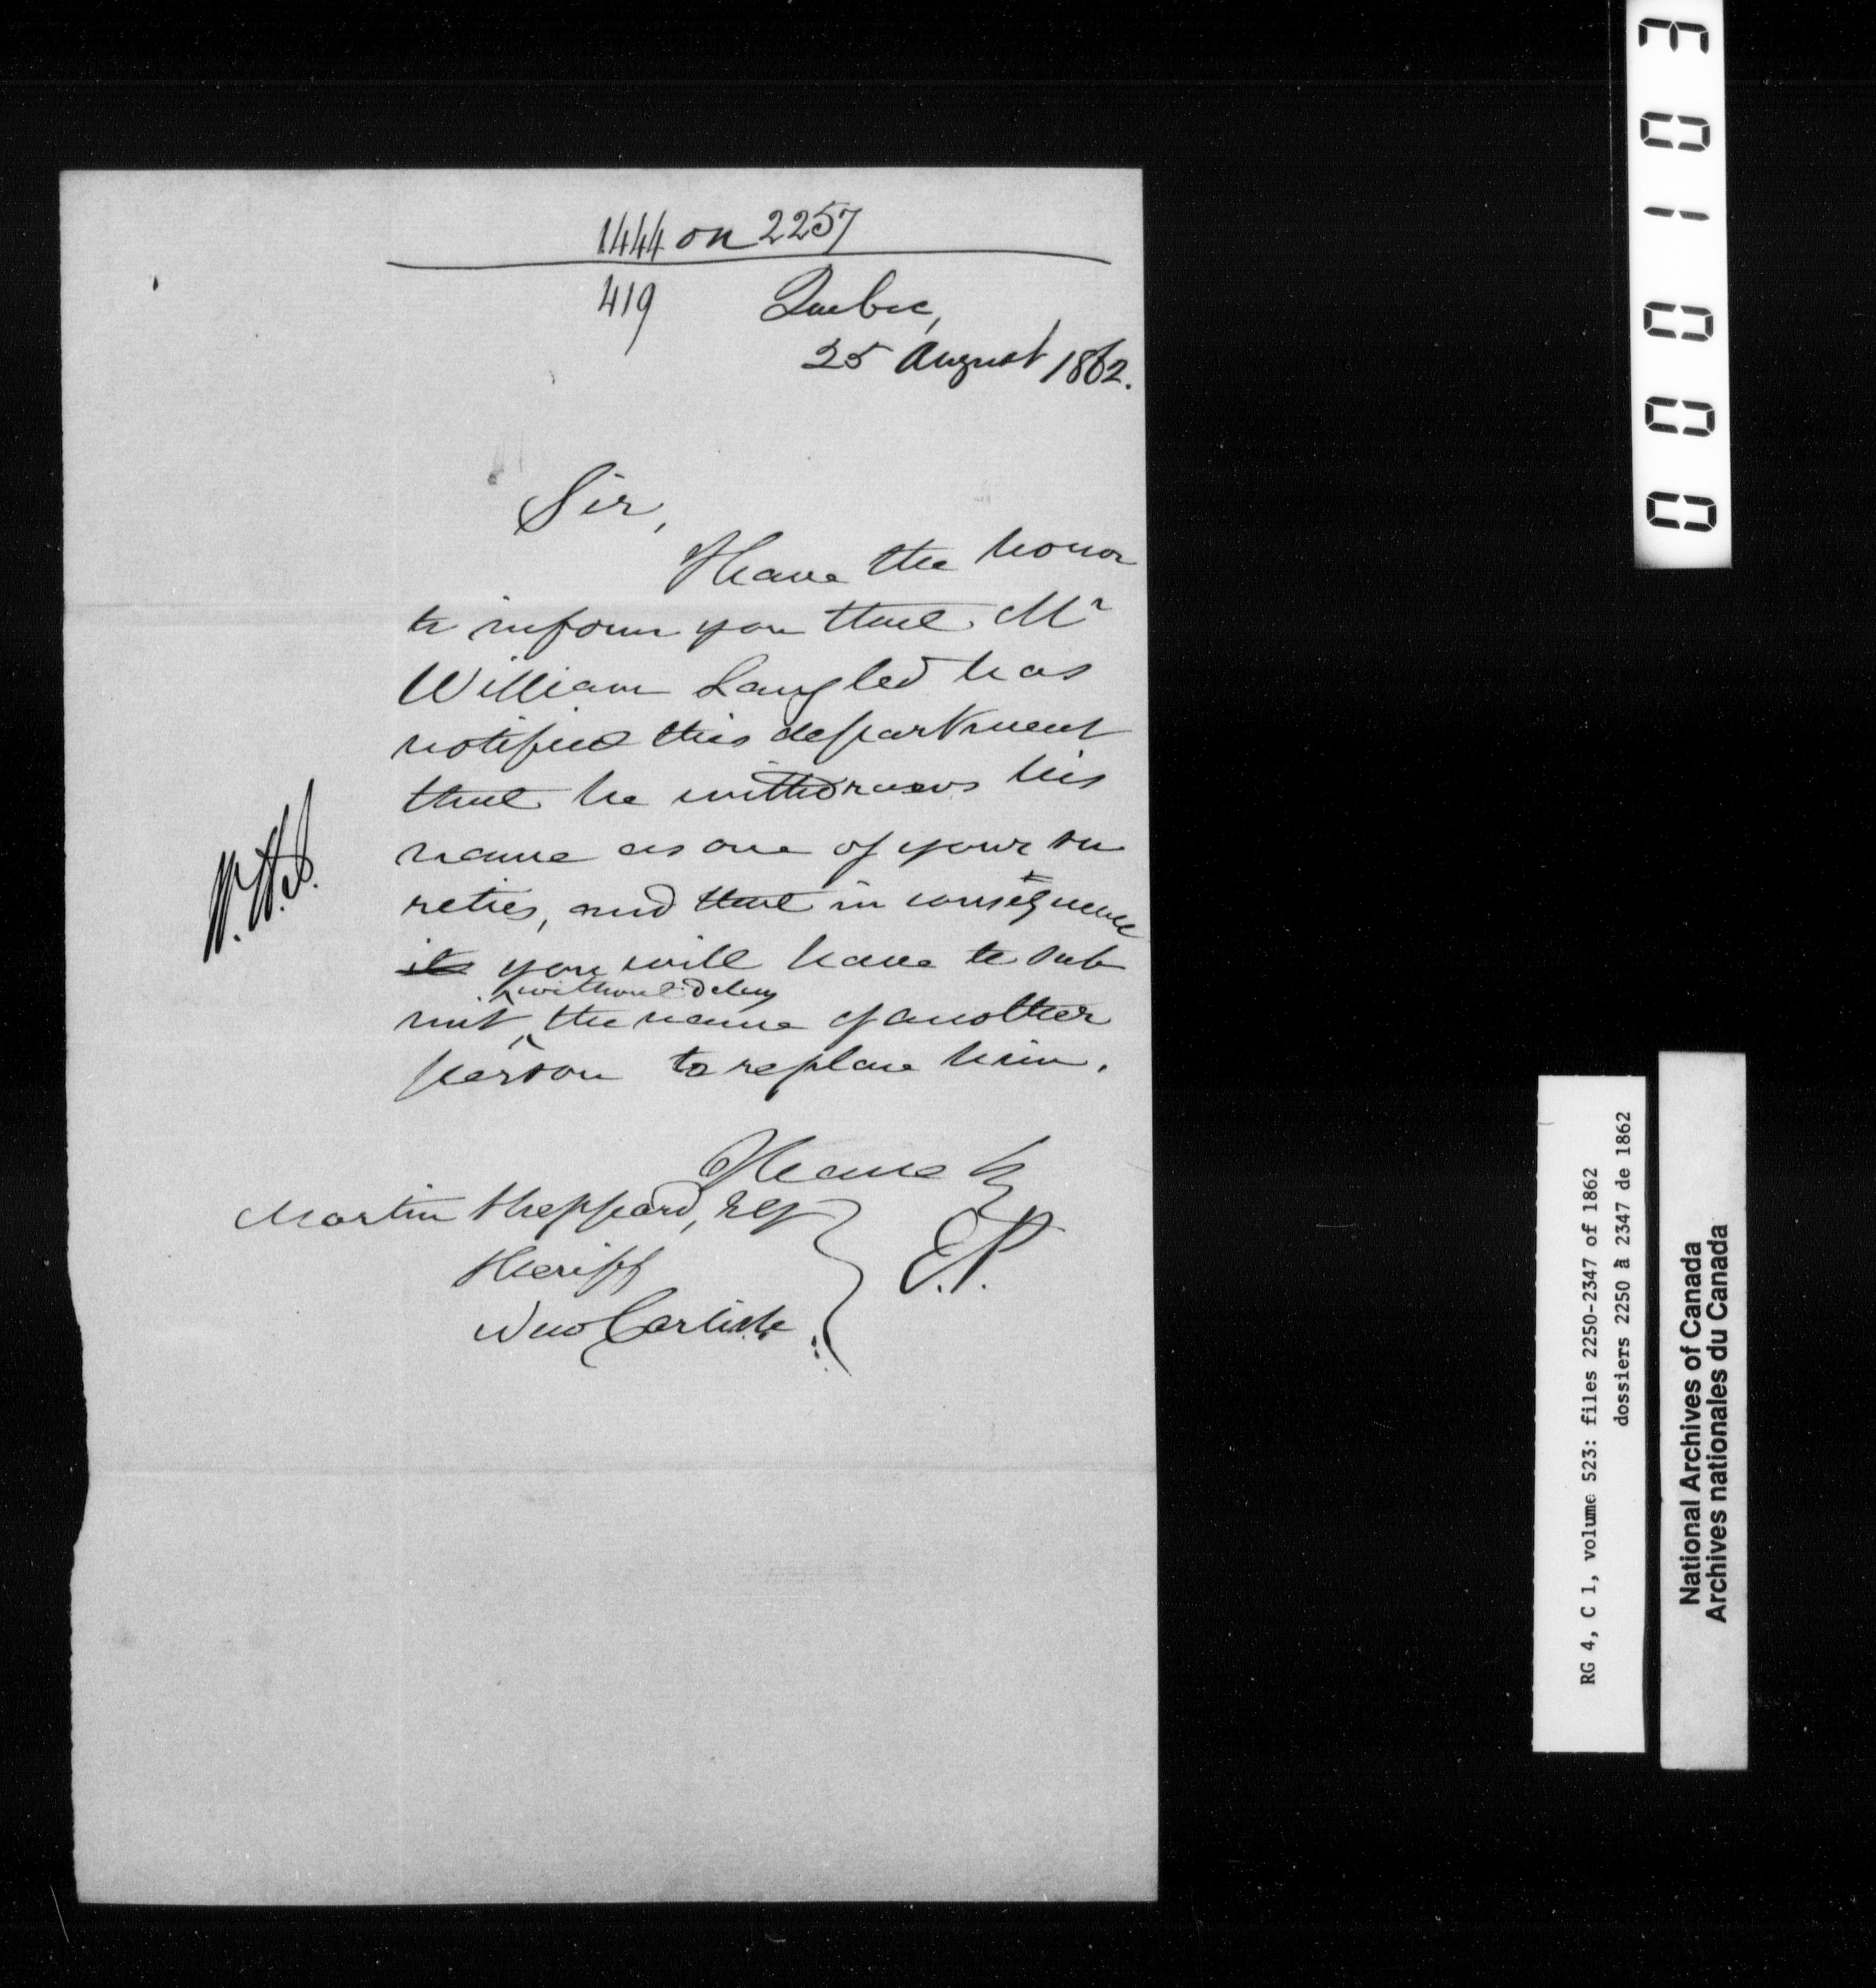 1444 on 2257
419 Quebec,
25 August 1862.
Sir,
I have the honor
to inform you that Mr
William Langled has
notified this department
that he withdraws his
name as one of your su
reties, and that in consequence
its you will have to sub
without delay
mit the name of another
person to replace him.
I have &c
E.P.
Martin Sheppard, Esq
Sheriff
New Carlisle.
00 0103
RG 4, C 1, volume 523: files 2250-2347 of 1862
dossiers 2250 à 2347 de 1862
National Archives of Canada
Archives nationales du Canada